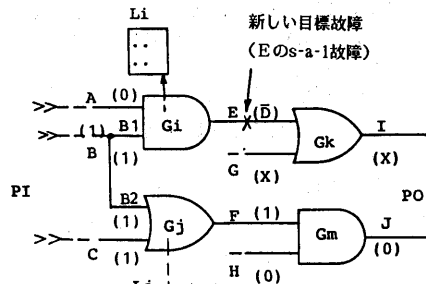 Li
新しい目標故障
(Eのs-a-1故障)
A (0)
E (D̅)
Gi
(1) B1
B (1)
Gk
I
(X)
G
(X)
PI
PO
B2
(1)
Gj
F (1)
Gm
J
(0)
C
(1)
H (0)